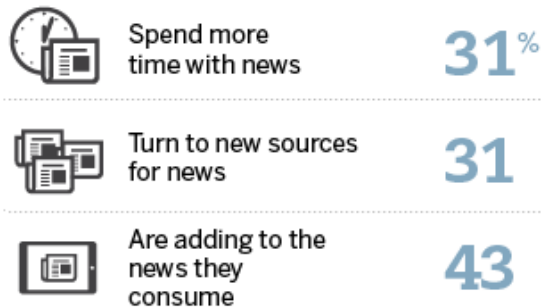 Spend more
time with news
31%
Turn to new sources
for news
31
Are adding to the
news they
consume
43